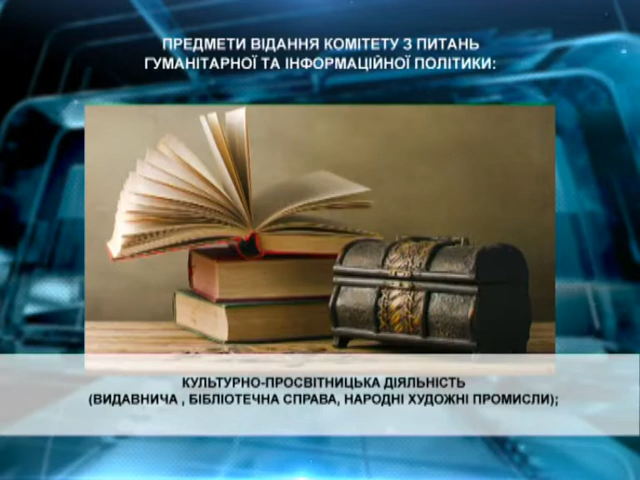 ПРЕДМЕТИ ВІДАННЯ КОМІТЕТУ З ПИТАНЬ
ГУМАНІТАРНОЇ ТА ІНФОРМАЦІЙНОЇ ПОЛІТИКИ:
КУЛЬТУРНО-ПРОСВІТНИЦЬКА ДІЯЛЬНІСТЬ
(ВИДАВНИЧА , БІБЛІОТЕЧНА СПРАВА, НАРОДНІ ХУДОЖНІ ПРОМИСЛИ);